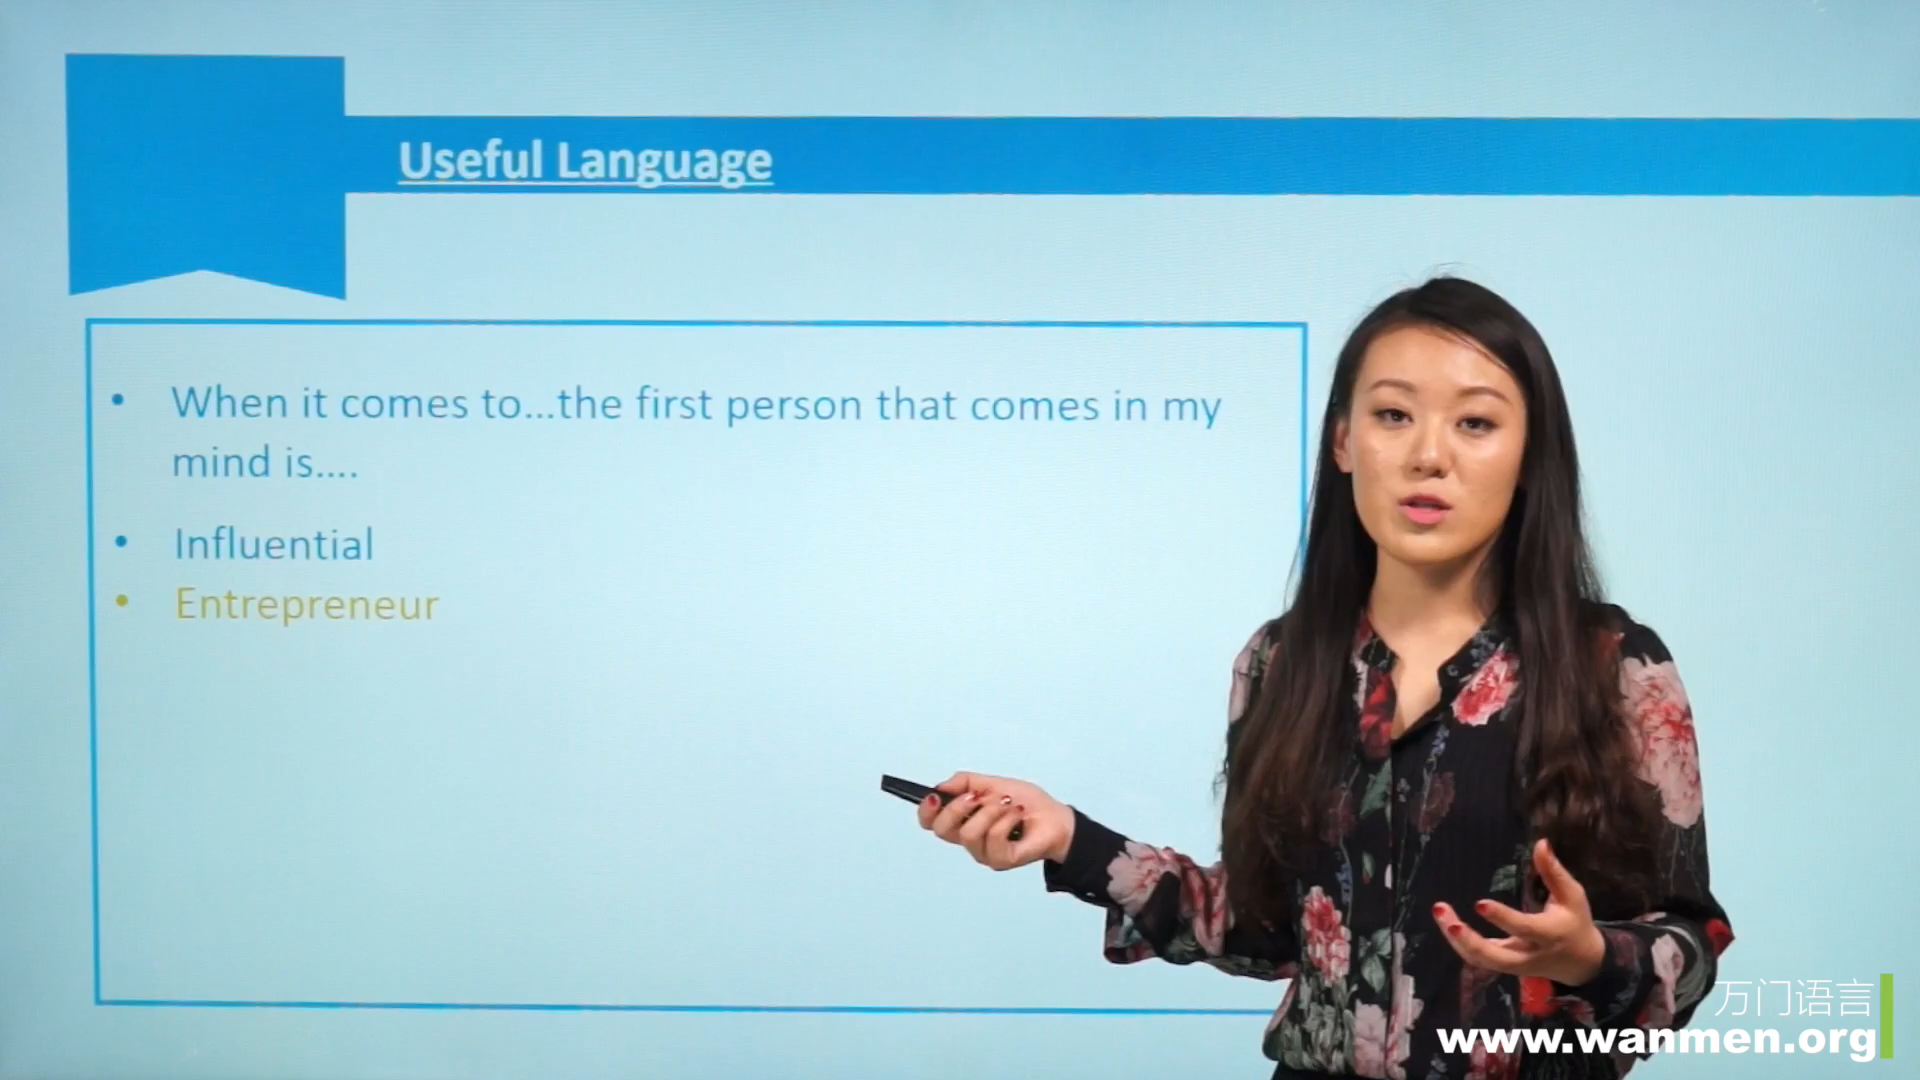 Useful Language
• When it comes to...the first person that comes in my
mind is....
• Influential
• Entrepreneur
万门语言
www.wanmen.org